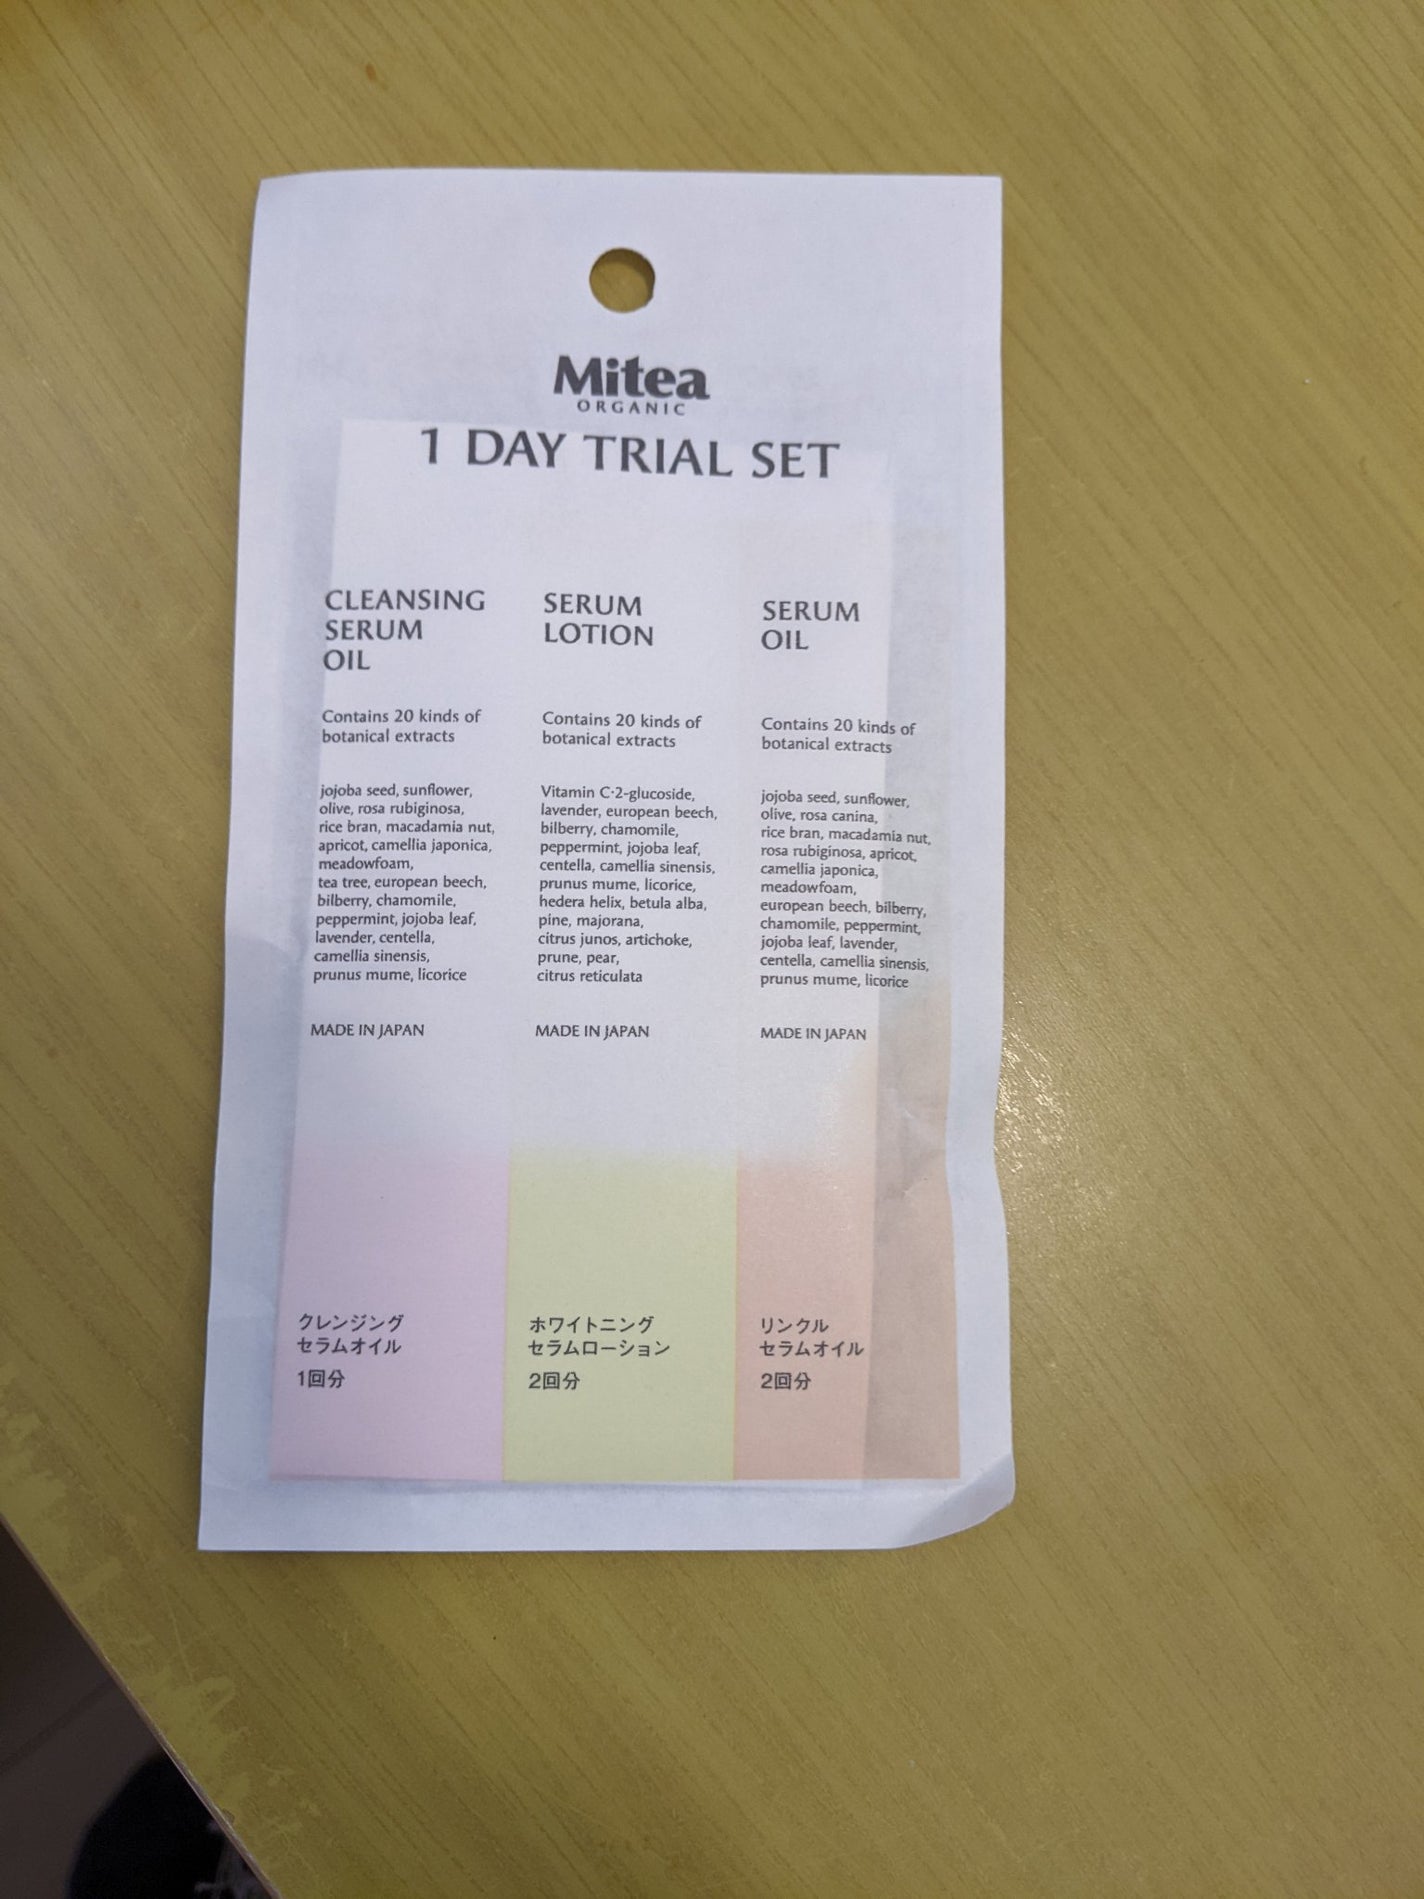 Mitea
ORGANIC
1 DAY TRIAL SET
CLEANSING
SERUM
OIL
Contains 20 kinds of
botanical extracts
jojoba seed, sunflower,
olive, rosa rubiginosa,
rice bran, macadamia nut,
apricot, camellia japonica,
meadowfoam,
tea tree, european beech,
bilberry, chamomile,
peppermint, jojoba leaf,
lavender, centella,
camellia sinensis,
prunus mume, licorice
MADE IN JAPAN
クレンジング
セラムオイル
1回分
SERUM
LOTION
Contains 20 kinds of
botanical extracts
Vitamin C·2-glucoside,
lavender, european beech,
bilberry, chamomile,
peppermint, jojoba leaf,
centella, camellia sinensis,
prunus mume, licorice,
hedera helix, betula alba,
pine, majorana,
citrus junos, artichoke,
prune, pear,
citrus reticulata
MADE IN JAPAN
ホワイトニング
セラムローション
2回分
SERUM
OIL
Contains 20 kinds of
botanical extracts
jojoba seed, sunflower,
olive, rosa canina,
rice bran, macadamia nut,
rosa rubiginosa, apricot,
camellia japonica,
meadowfoam,
european beech, bilberry,
chamomile, peppermint,
jojoba leaf, lavender,
centella, camellia sinensis,
prunus mume, licorice
MADE IN JAPAN
リンクル
セラムオイル
2回分